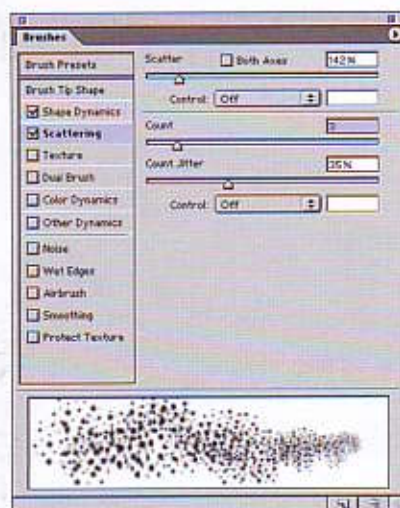 Brushes
Brush Presets
Brush Tip Shape
Shape Dynamics
Scattering
Texture
Dual Brush
Color Dynamics
Other Dynamics
Noise
Wet Edges
Airbrush
Smoothing
Protect Texture
Scatter Both Axes 142%
Control: Off
Count 3
Count Jitter 35%
Control: Off